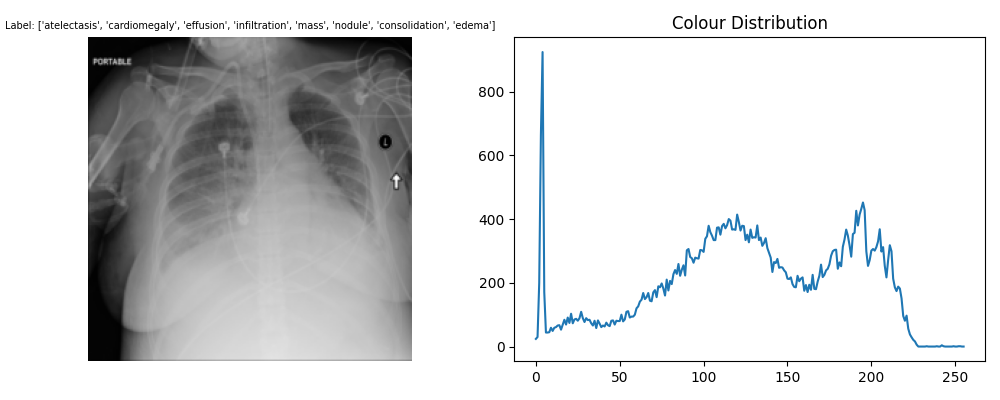 Label: ['atelectasis', 'cardiomegaly', 'effusion', 'infiltration', 'mass', 'nodule', 'consolidation', 'edema']
PORTABLE
L
Colour Distribution
800
600
400
200
0
0 50 100 150 200 250